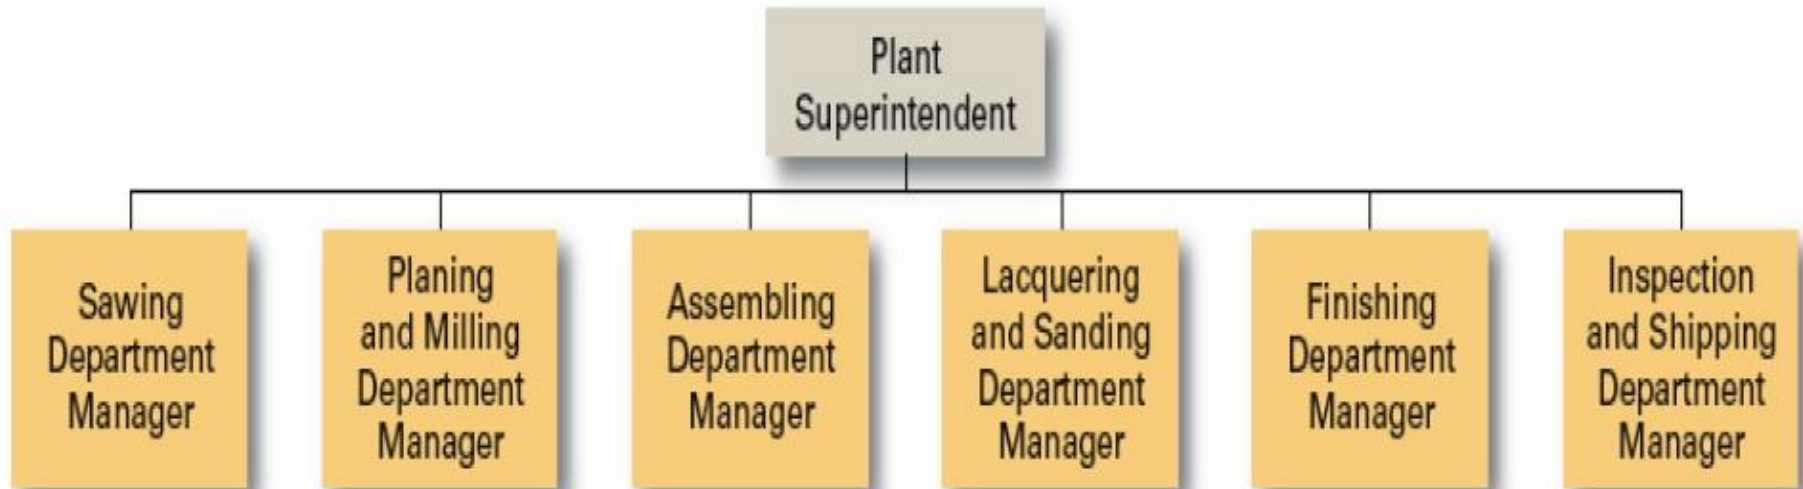 Plant
Superintendent
Sawing
Department
Manager
Planing
and Milling
Department
Manager
Assembling
Department
Manager
Lacquering
and Sanding
Department
Manager
Finishing
Department
Manager
Inspection
and Shipping
Department
Manager